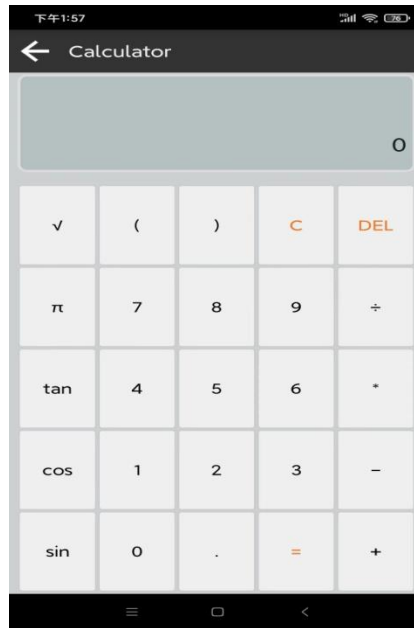 下午1:57
76
Calculator
0
√ ( ) C DEL
π 7 8 9 ÷
tan 4 5 6 *
cos 1 2 3 −
sin 0 . = +